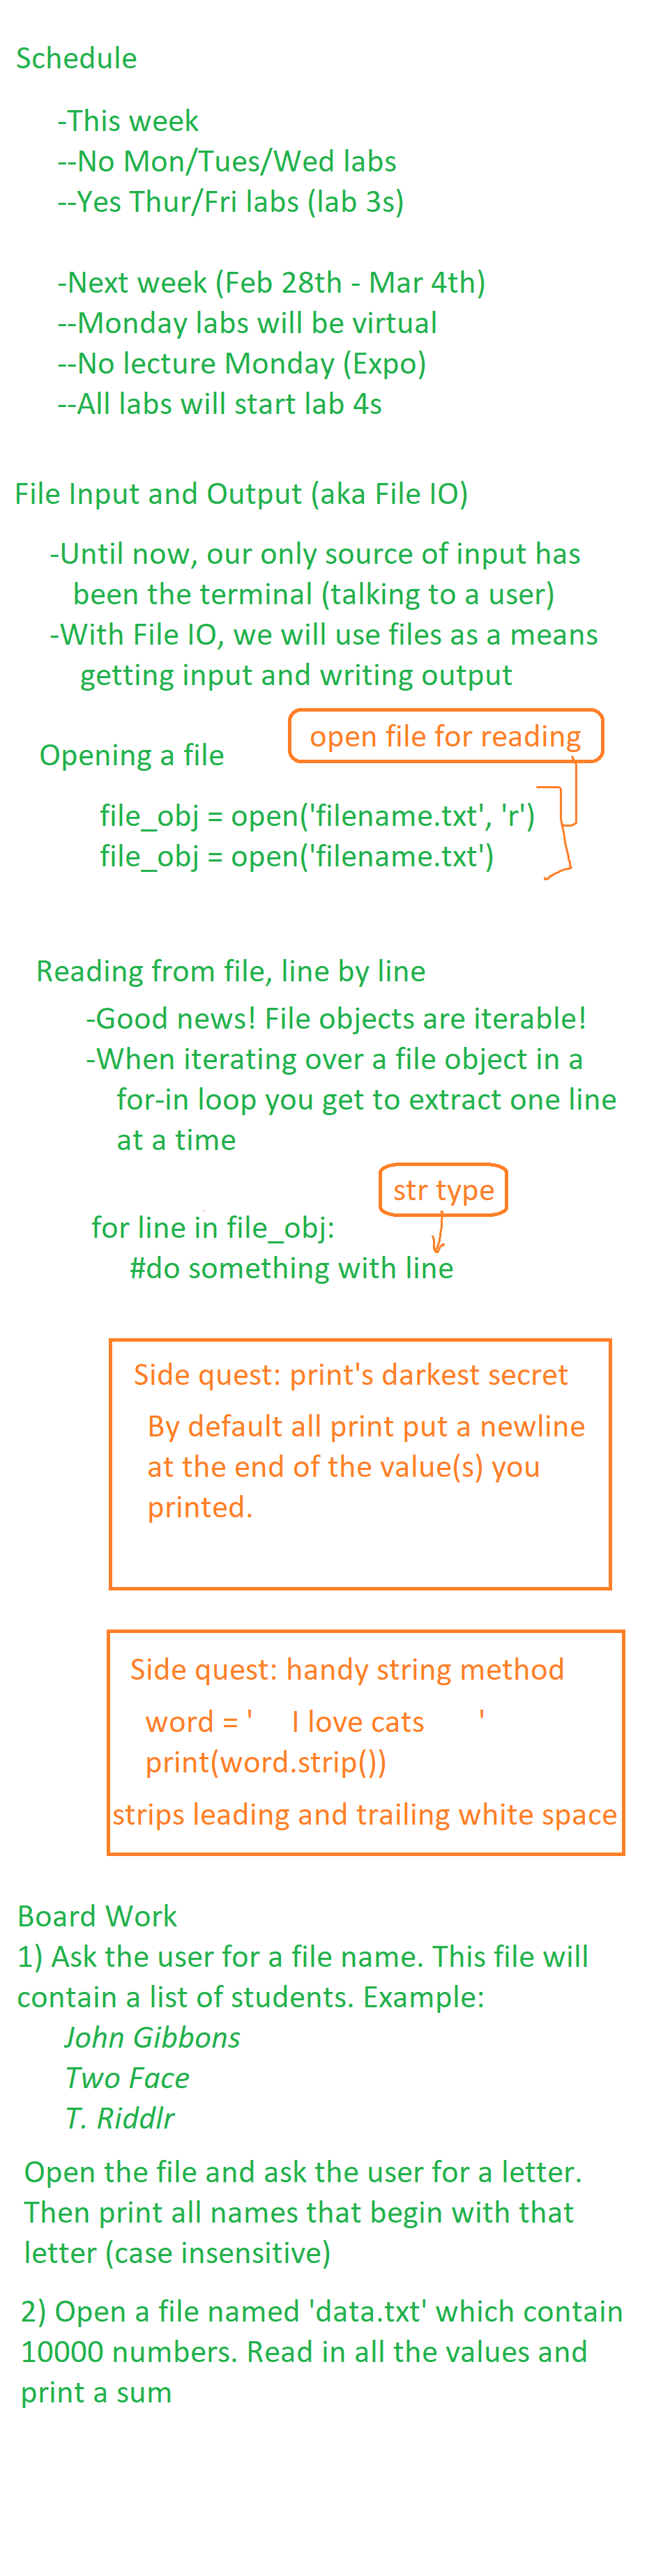 Schedule
-This week
--No Mon/Tues/Wed labs
--Yes Thur/Fri labs (lab 3s)
-Next week (Feb 28th - Mar 4th)
--Monday labs will be virtual
--No lecture Monday (Expo)
--All labs will start lab 4s
File Input and Output (aka File IO)
-Until now, our only source of input has
been the terminal (talking to a user)
-With File IO, we will use files as a means
getting input and writing output
open file for reading
Opening a file
file_obj = open('filename.txt', 'r')
file_obj = open('filename.txt')
Reading from file, line by line
-Good news! File objects are iterable!
-When iterating over a file object in a
for-in loop you get to extract one line
at a time
str type
for line in file_obj:
#do something with line
Side quest: print's darkest secret
By default all print put a newline
at the end of the value(s) you
printed.
Side quest: handy string method
word = '     I love cats       '
print(word.strip())
strips leading and trailing white space
Board Work
1) Ask the user for a file name. This file will
contain a list of students. Example:
John Gibbons
Two Face
T. Riddlr
Open the file and ask the user for a letter.
Then print all names that begin with that
letter (case insensitive)
2) Open a file named 'data.txt' which contain
10000 numbers. Read in all the values and
print a sum